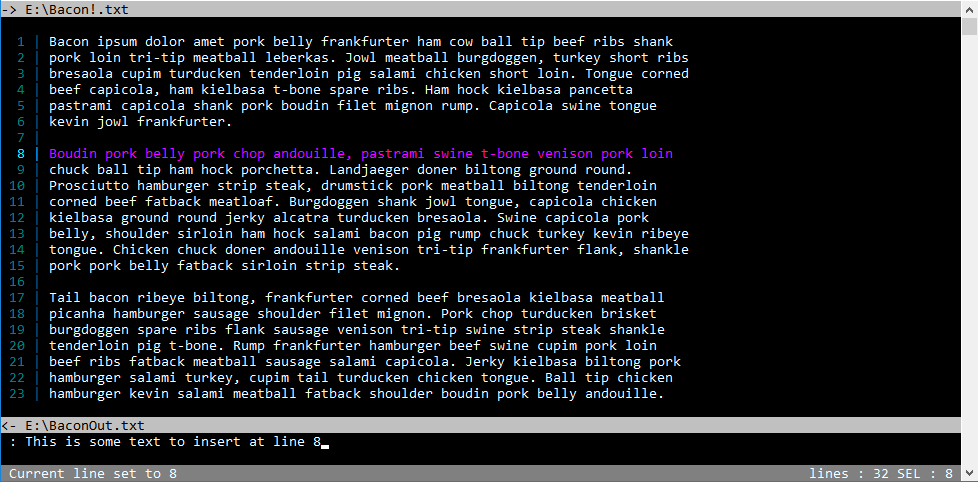 -> E:\Bacon!.txt
1 | Bacon ipsum dolor amet pork belly frankfurter ham cow ball tip beef ribs shank
2 | pork loin tri-tip meatball leberkas. Jowl meatball burgdoggen, turkey short ribs
3 | bresaola cupim turducken tenderloin pig salami chicken short loin. Tongue corned
4 | beef capicola, ham kielbasa t-bone spare ribs. Ham hock kielbasa pancetta
5 | pastrami capicola shank pork boudin filet mignon rump. Capicola swine tongue
6 | kevin jowl frankfurter.
7 |
8 | Boudin pork belly pork chop andouille, pastrami swine t-bone venison pork loin
9 | chuck ball tip ham hock porchetta. Landjaeger doner biltong ground round.
10 | Prosciutto hamburger strip steak, drumstick pork meatball biltong tenderloin
11 | corned beef fatback meatloaf. Burgdoggen shank jowl tongue, capicola chicken
12 | kielbasa ground round jerky alcatra turducken bresaola. Swine capicola pork
13 | belly, shoulder sirloin ham hock salami bacon pig rump chuck turkey kevin ribeye
14 | tongue. Chicken chuck doner andouille venison tri-tip frankfurter flank, shankle
15 | pork pork belly fatback sirloin strip steak.
16 |
17 | Tail bacon ribeye biltong, frankfurter corned beef bresaola kielbasa meatball
18 | picanha hamburger sausage shoulder filet mignon. Pork chop turducken brisket
19 | burgdoggen spare ribs flank sausage venison tri-tip swine strip steak shankle
20 | tenderloin pig t-bone. Rump frankfurter hamburger beef swine cupim pork loin
21 | beef ribs fatback meatball sausage salami capicola. Jerky kielbasa biltong pork
22 | hamburger salami turkey, cupim tail turducken chicken tongue. Ball tip chicken
23 | hamburger kevin salami meatball fatback shoulder boudin pork belly andouille.
<- E:\BaconOut.txt
: This is some text to insert at line 8
Current line set to 8 lines : 32 SEL : 8